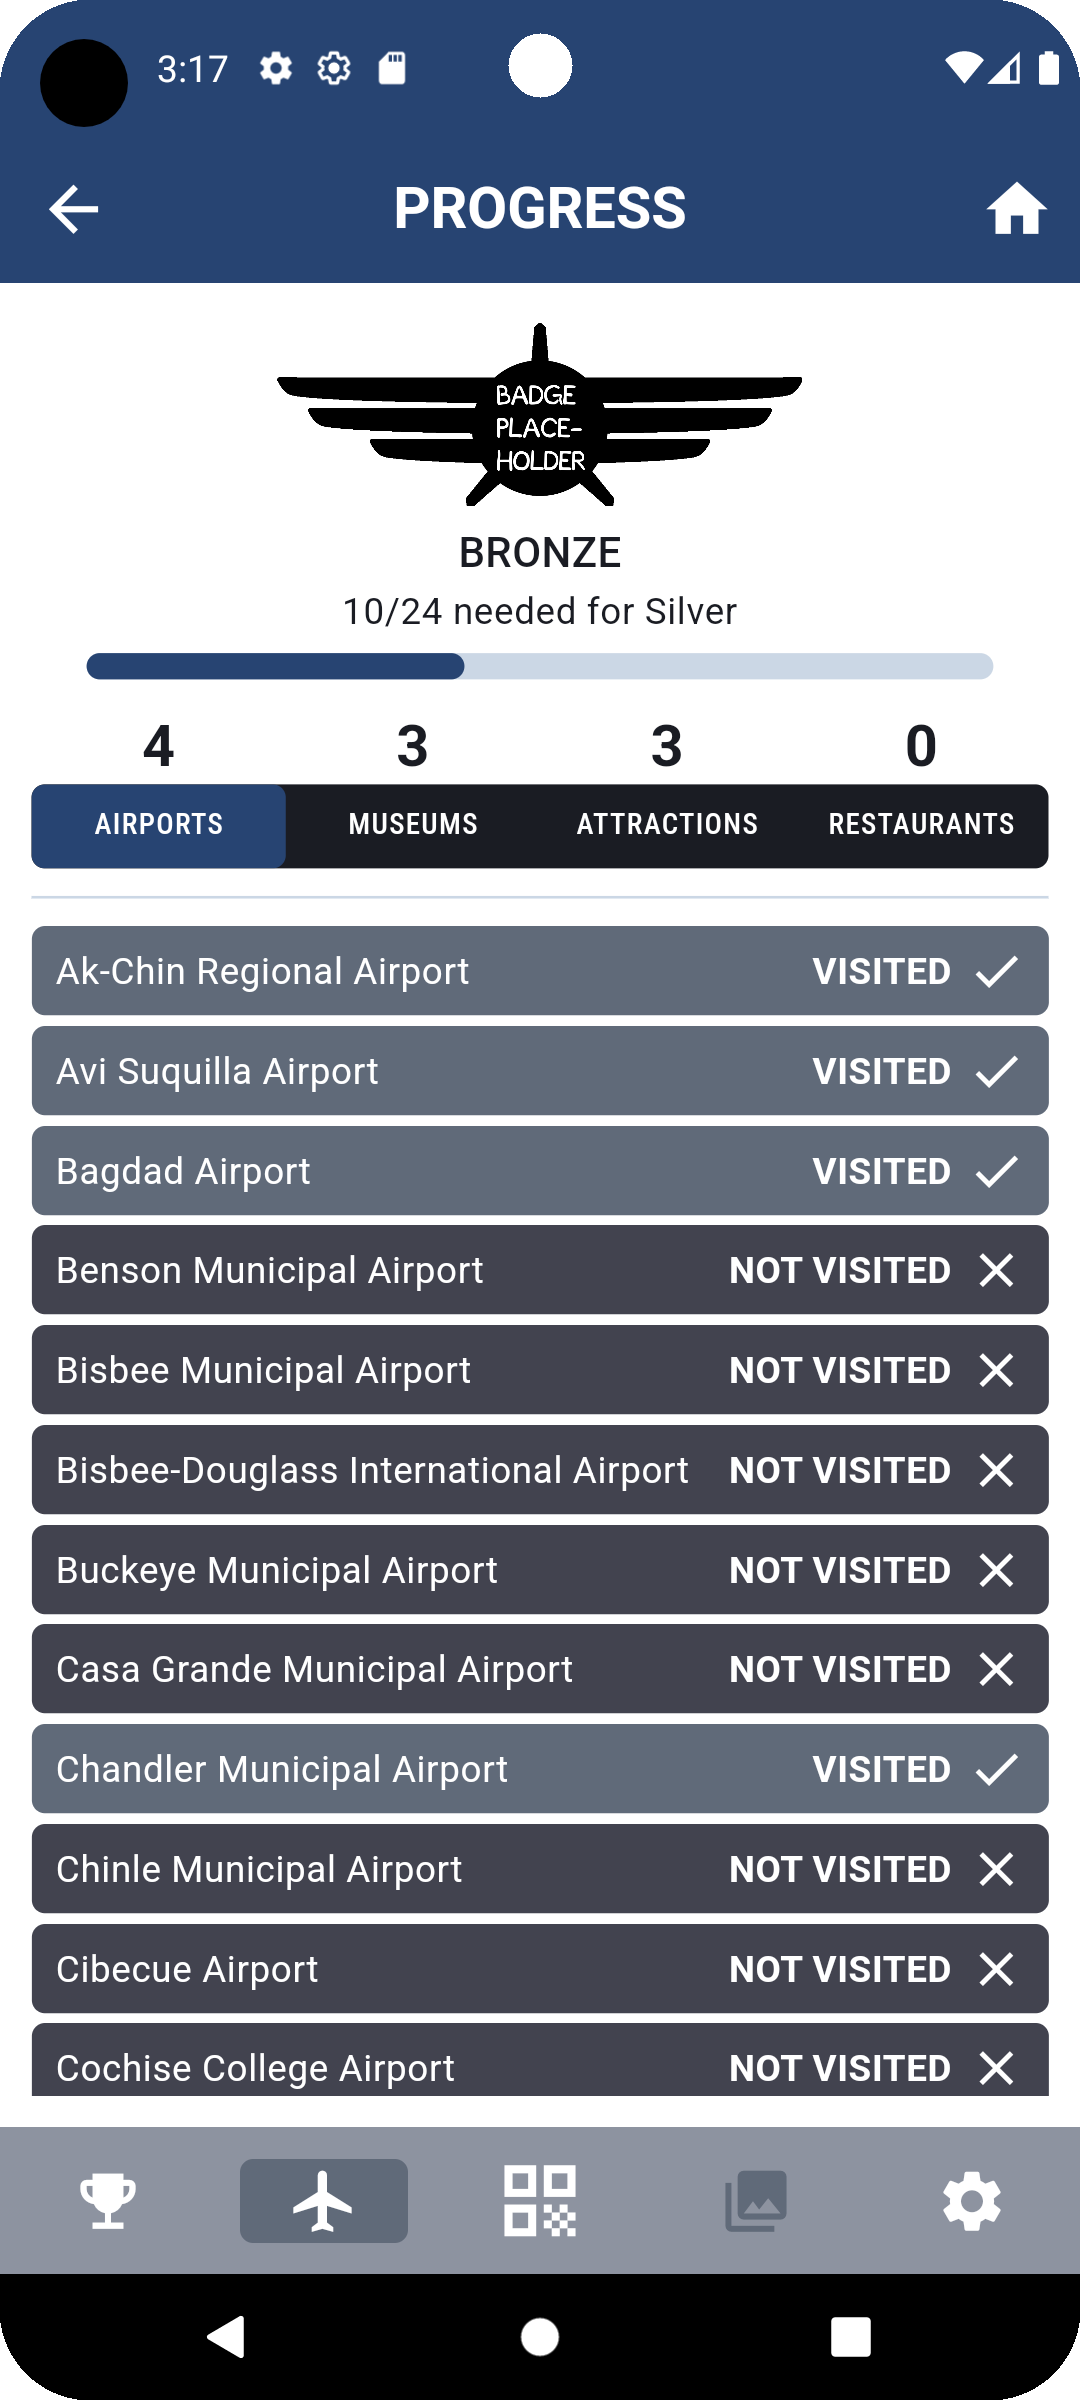 3:17
PROGRESS
BADGE
PLACE-
HOLDER
BRONZE
10/24 needed for Silver
4 3 3 0
AIRPORTS MUSEUMS ATTRACTIONS RESTAURANTS
Ak-Chin Regional Airport VISITED
Avi Suquilla Airport VISITED
Bagdad Airport VISITED
Benson Municipal Airport NOT VISITED
Bisbee Municipal Airport NOT VISITED
Bisbee-Douglass International Airport NOT VISITED
Buckeye Municipal Airport NOT VISITED
Casa Grande Municipal Airport NOT VISITED
Chandler Municipal Airport VISITED
Chinle Municipal Airport NOT VISITED
Cibecue Airport NOT VISITED
Cochise College Airport NOT VISITED